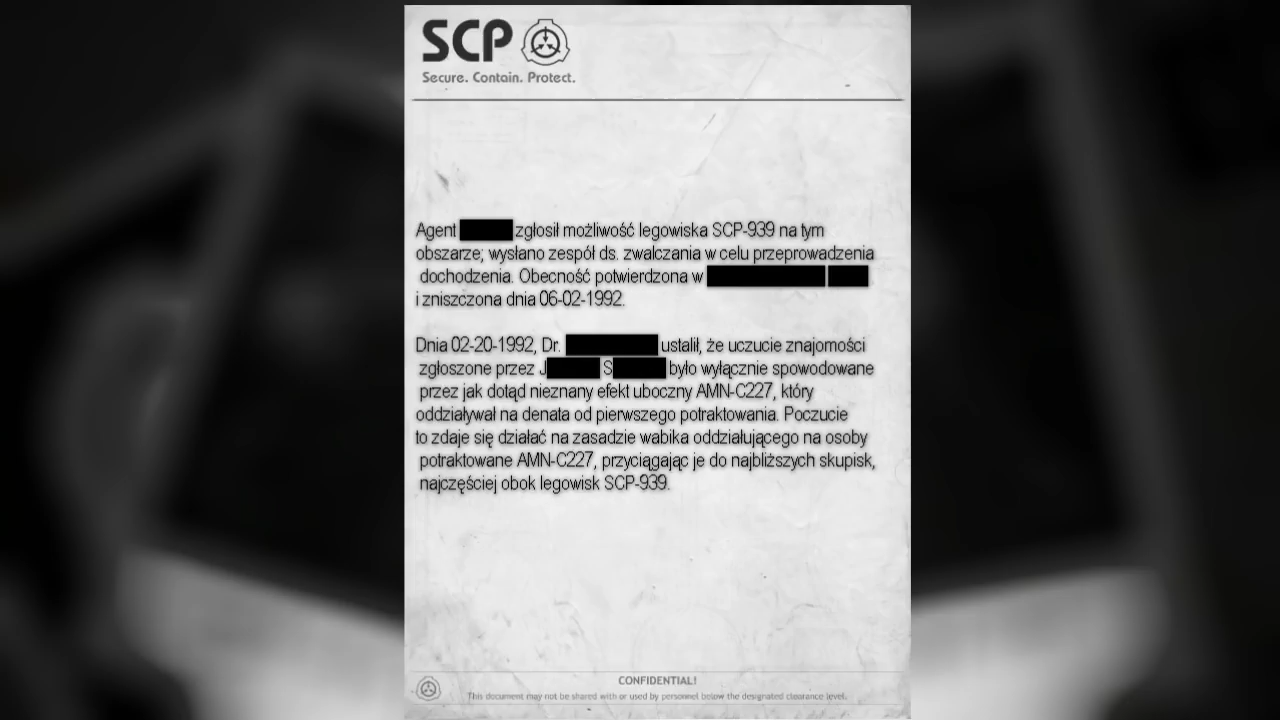 SCP
Secure. Contain. Protect.
Agent zgłosił możliwość legowiska SCP-939 na tym
obszarze; wysłano zespół ds. zwalczania w celu przeprowadzenia
dochodzenia. Obecność potwierdzona w
i zniszczona dnia 06-02-1992.
Dnia 02-20-1992, Dr. ustalił, że uczucie znajomości
zgłoszone przez J S było wyłącznie spowodowane
przez jak dotąd nieznany efekt uboczny AMN-C227, który
oddziaływał na denata od pierwszego potraktowania. Poczucie
to zdaje się działać na zasadzie wabika oddziałującego na osoby
potraktowane AMN-C227, przyciągając je do najbliższych skupisk,
najczęściej obok legowisk SCP-939.
CONFIDENTIAL!
This document may not be shared with or used by personnel below the designated clearance level.